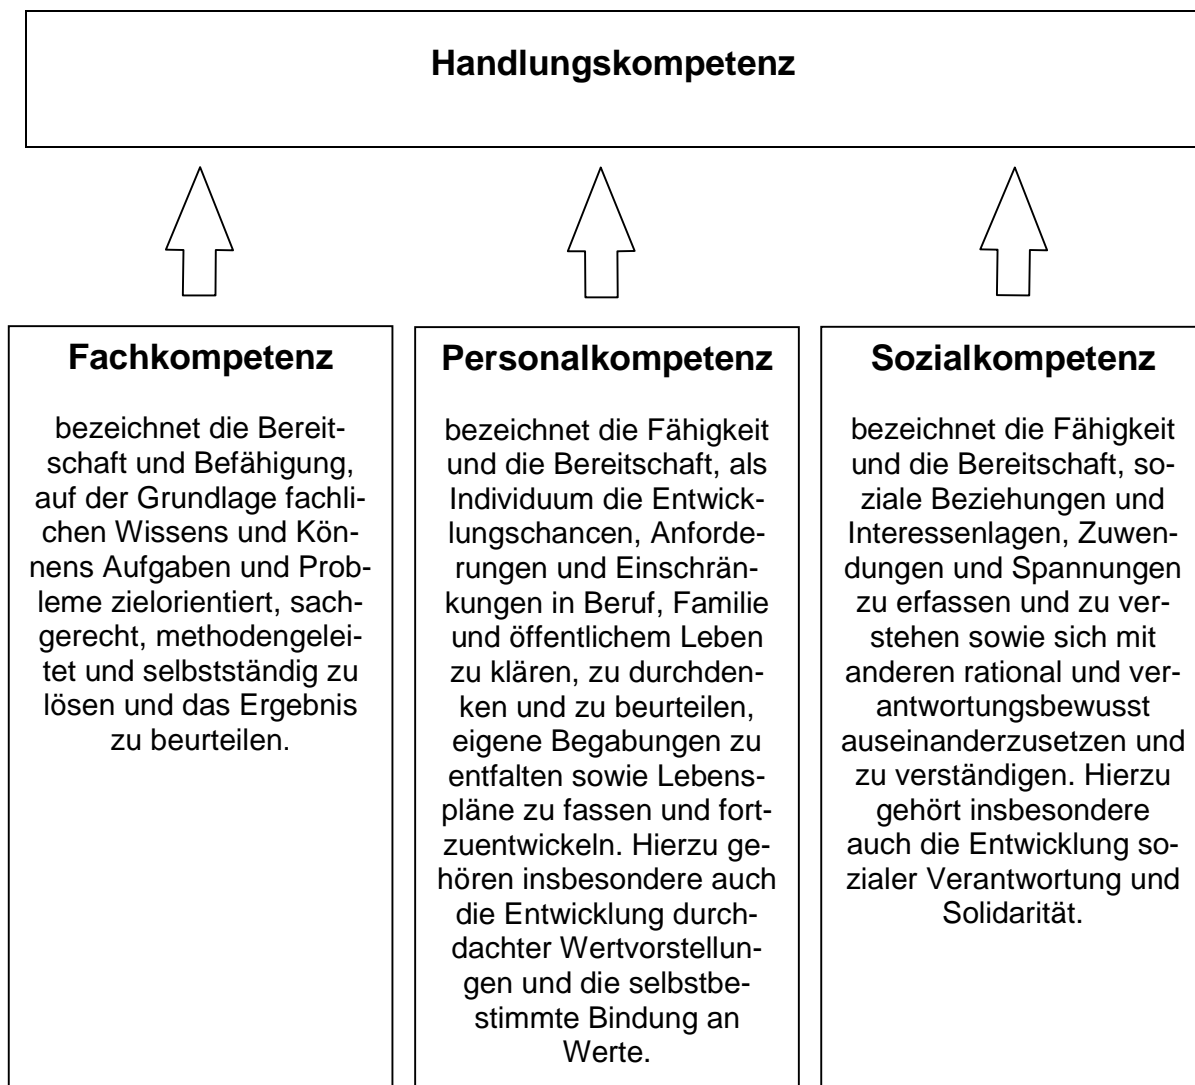 Handlungskompetenz
Fachkompetenz
bezeichnet die Bereit-
schaft und Befähigung,
auf der Grundlage fachli-
chen Wissens und Kön-
nens Aufgaben und Prob-
leme zielorientiert, sach-
gerecht, methodengelei-
tet und selbstständig zu
lösen und das Ergebnis
zu beurteilen.
Personalkompetenz
bezeichnet die Fähigkeit
und die Bereitschaft, als
Individuum die Entwick-
lungschancen, Anforde-
rungen und Einschrän-
kungen in Beruf, Familie
und öffentlichem Leben
zu klären, zu durchden-
ken und zu beurteilen,
eigene Begabungen zu
entfalten sowie Lebens-
pläne zu fassen und fort-
zuentwickeln. Hierzu ge-
hören insbesondere auch
die Entwicklung durch-
dachter Wertvorstellun-
gen und die selbstbe-
stimmte Bindung an
Werte.
Sozialkompetenz
bezeichnet die Fähigkeit
und die Bereitschaft, so-
ziale Beziehungen und
Interessenlagen, Zuwen-
dungen und Spannungen
zu erfassen und zu ver-
stehen sowie sich mit
anderen rational und ver-
antwortungsbewusst
auseinanderzusetzen und
zu verständigen. Hierzu
gehört insbesondere
auch die Entwicklung so-
zialer Verantwortung und
Solidarität.